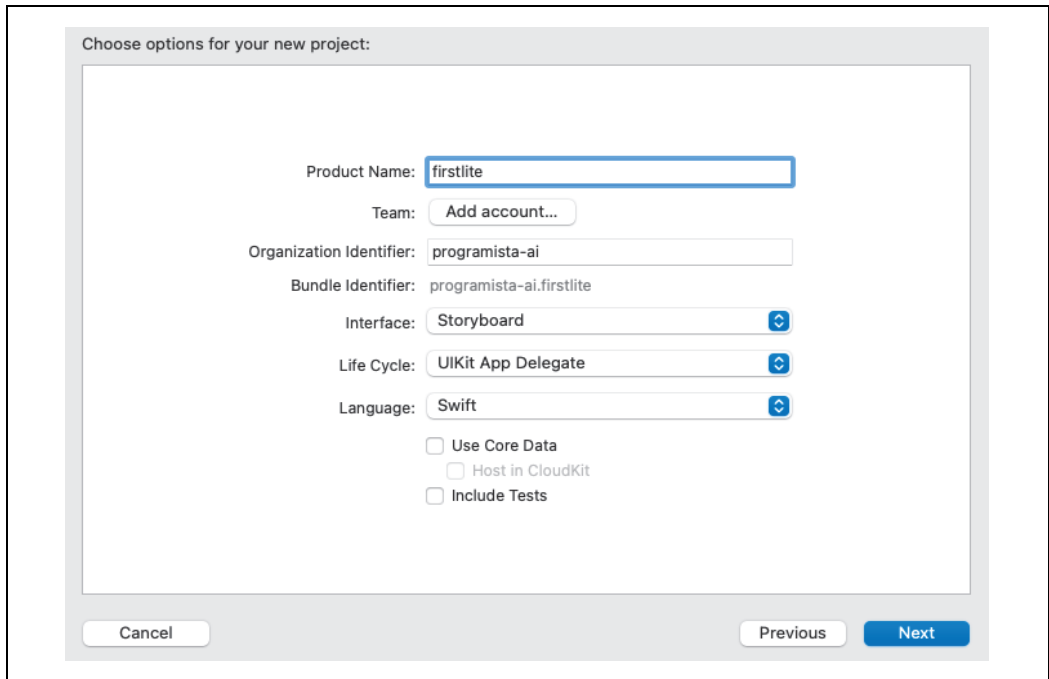 Choose options for your new project:
Product Name: firstlite
Team: Add account...
Organization Identifier: programista-ai
Bundle Identifier: programista-ai.firstlite
Interface: Storyboard
Life Cycle: UIKit App Delegate
Language: Swift
Use Core Data
Host in CloudKit
Include Tests
Cancel Previous Next